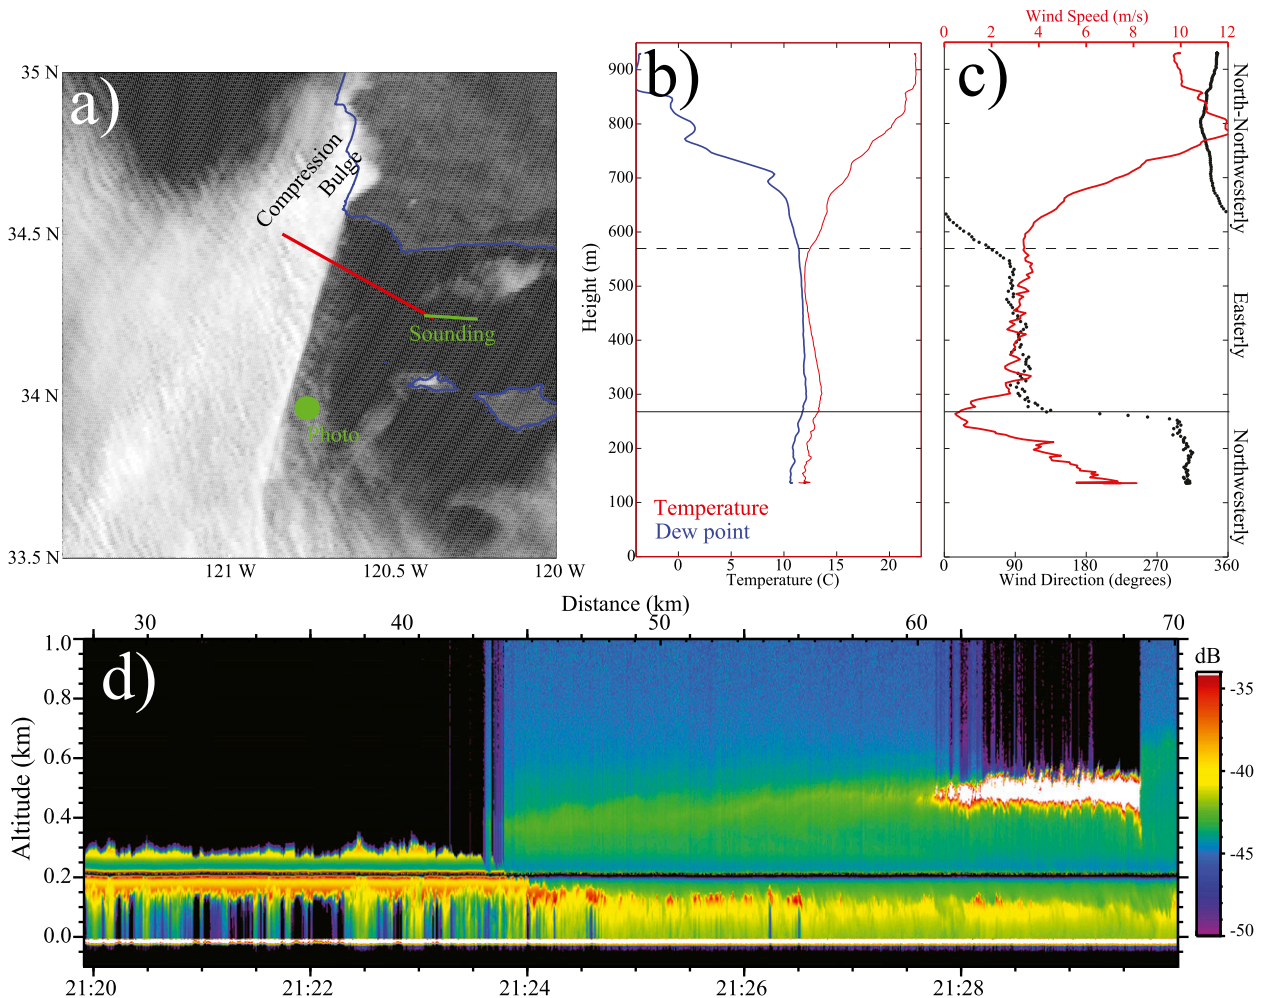 a)
35 N
34.5 N
34 N
33.5 N
121 W
120.5 W
120 W
Compression
Bulge
Sounding
Photo
b)
900
800
700
600
500
400
300
200
100
0
Height (m)
Temperature
Dew point
0 5 10 15 20
Temperature (C)
Wind Speed (m/s)
0 2 4 6 8 10 12
c)
North-Northwesterly
Easterly
Northwesterly
0 90 180 270 360
Wind Direction (degrees)
Distance (km)
30 40 50 60 70
d)
1.0
0.8
0.6
0.4
0.2
0.0
Altitude (km)
21:20 21:22 21:24 21:26 21:28
dB
-35
-40
-45
-50